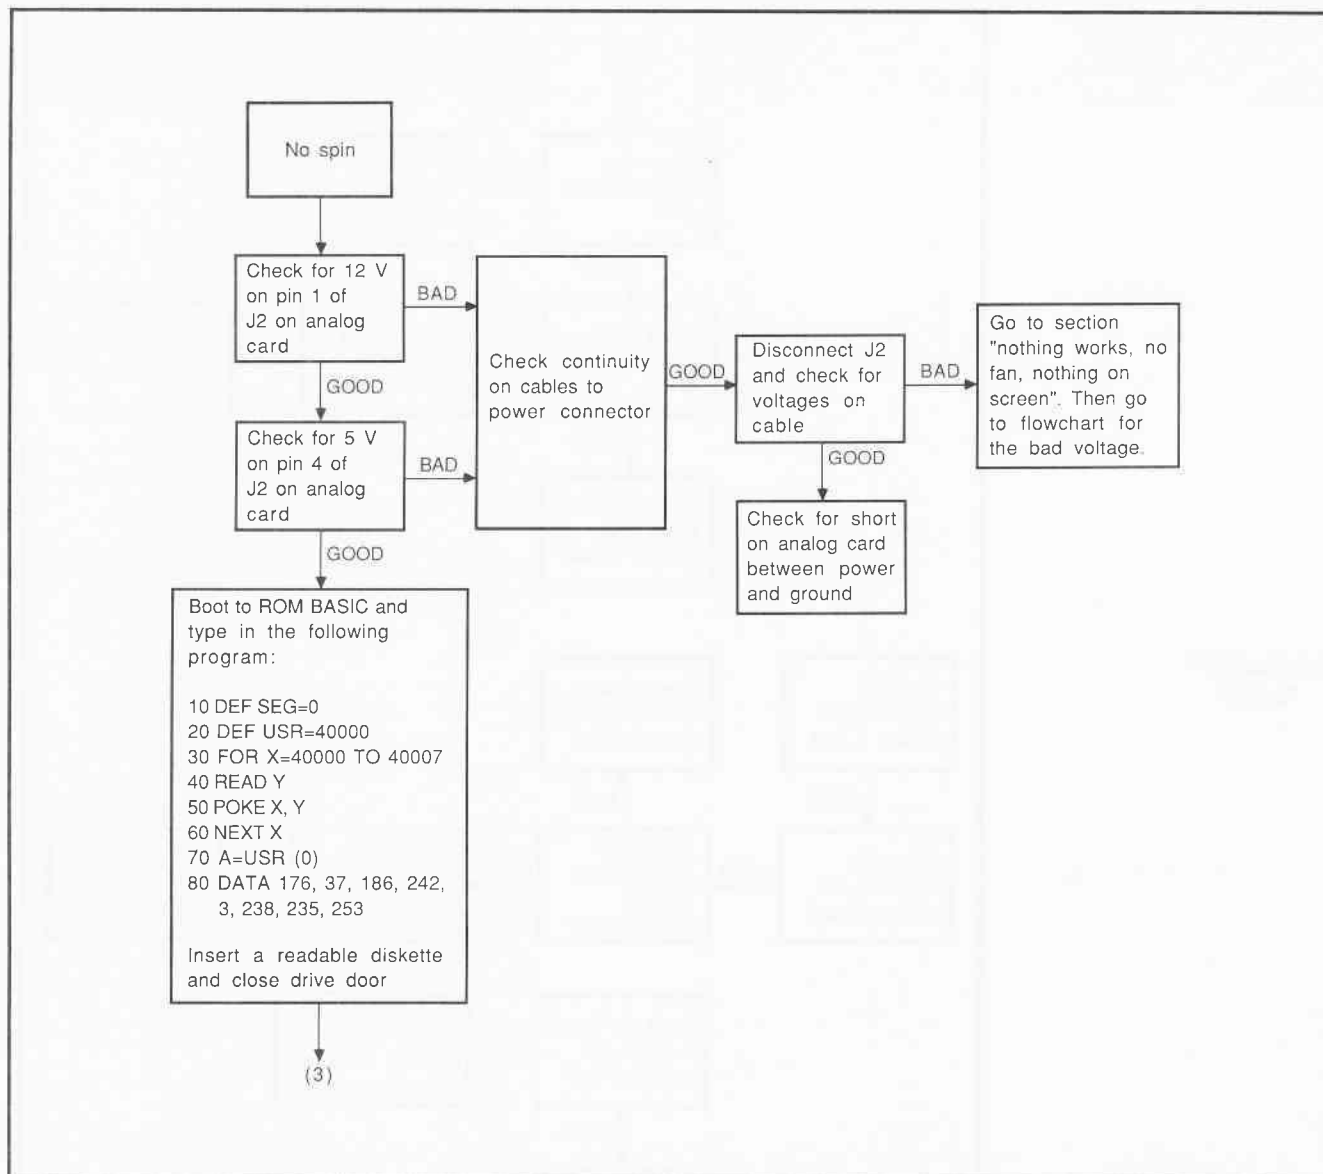 No spin
Check for 12 V
on pin 1 of
J2 on analog
card
BAD
GOOD
Check for 5 V
on pin 4 of
J2 on analog
card
BAD
GOOD
Check continuity
on cables to
power connector
GOOD
Disconnect J2
and check for
voltages on
cable
BAD
GOOD
Go to section
"nothing works, no
fan, nothing on
screen". Then go
to flowchart for
the bad voltage.
Check for short
on analog card
between power
and ground
Boot to ROM BASIC and
type in the following
program:
10 DEF SEG=0
20 DEF USR=40000
30 FOR X=40000 TO 40007
40 READ Y
50 POKE X, Y
60 NEXT X
70 A=USR (0)
80 DATA 176, 37, 186, 242,
3, 238, 235, 253
Insert a readable diskette
and close drive door
(3)